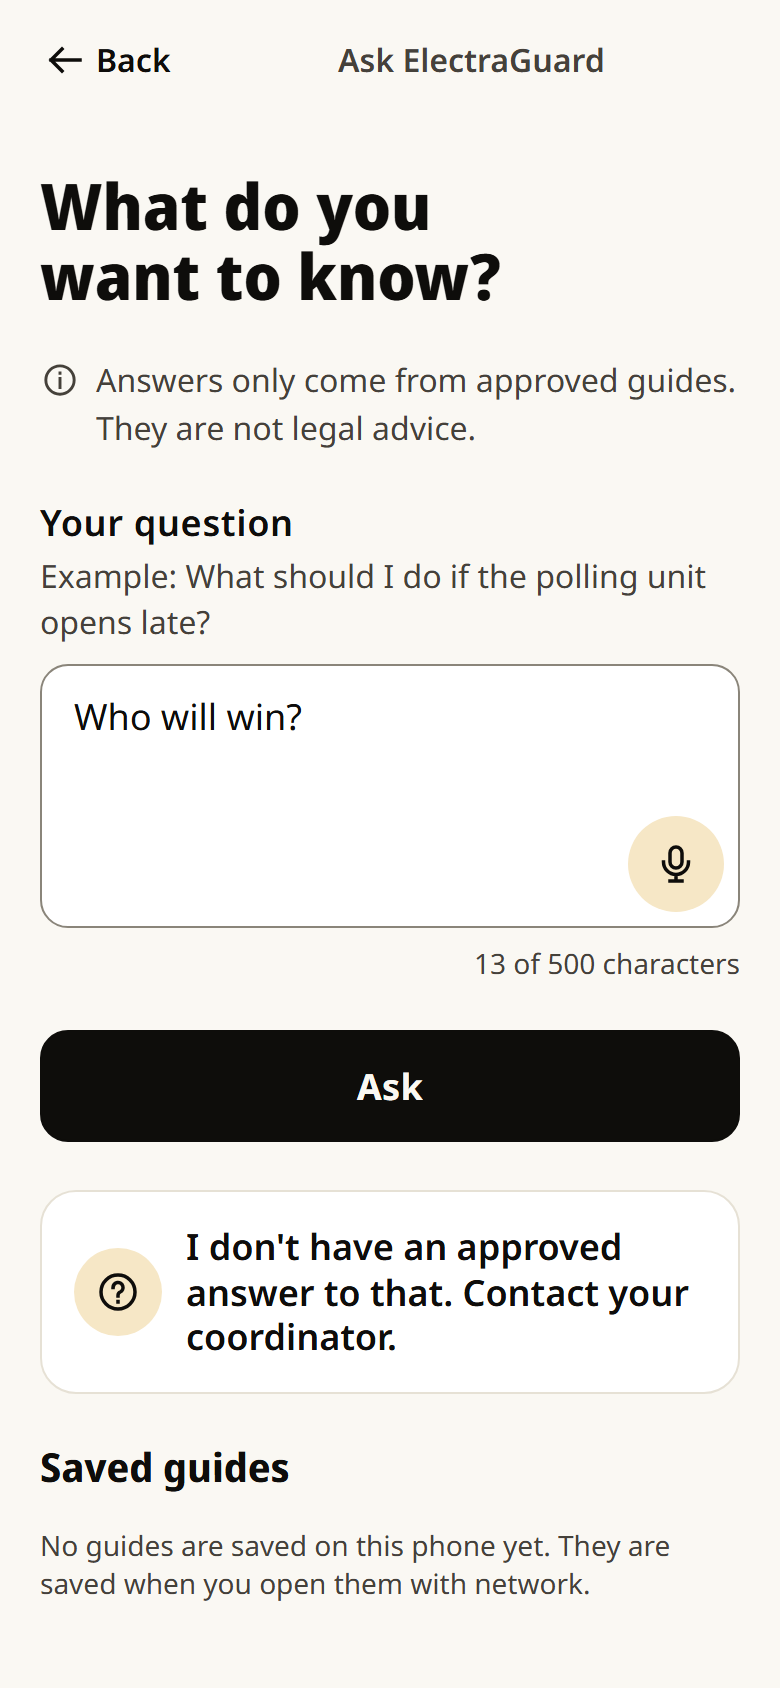 Back
Ask ElectraGuard
What do you
want to know?
Answers only come from approved guides.
They are not legal advice.
Your question
Example: What should I do if the polling unit
opens late?
Who will win?
13 of 500 characters
Ask
I don't have an approved
answer to that. Contact your
coordinator.
Saved guides
No guides are saved on this phone yet. They are
saved when you open them with network.